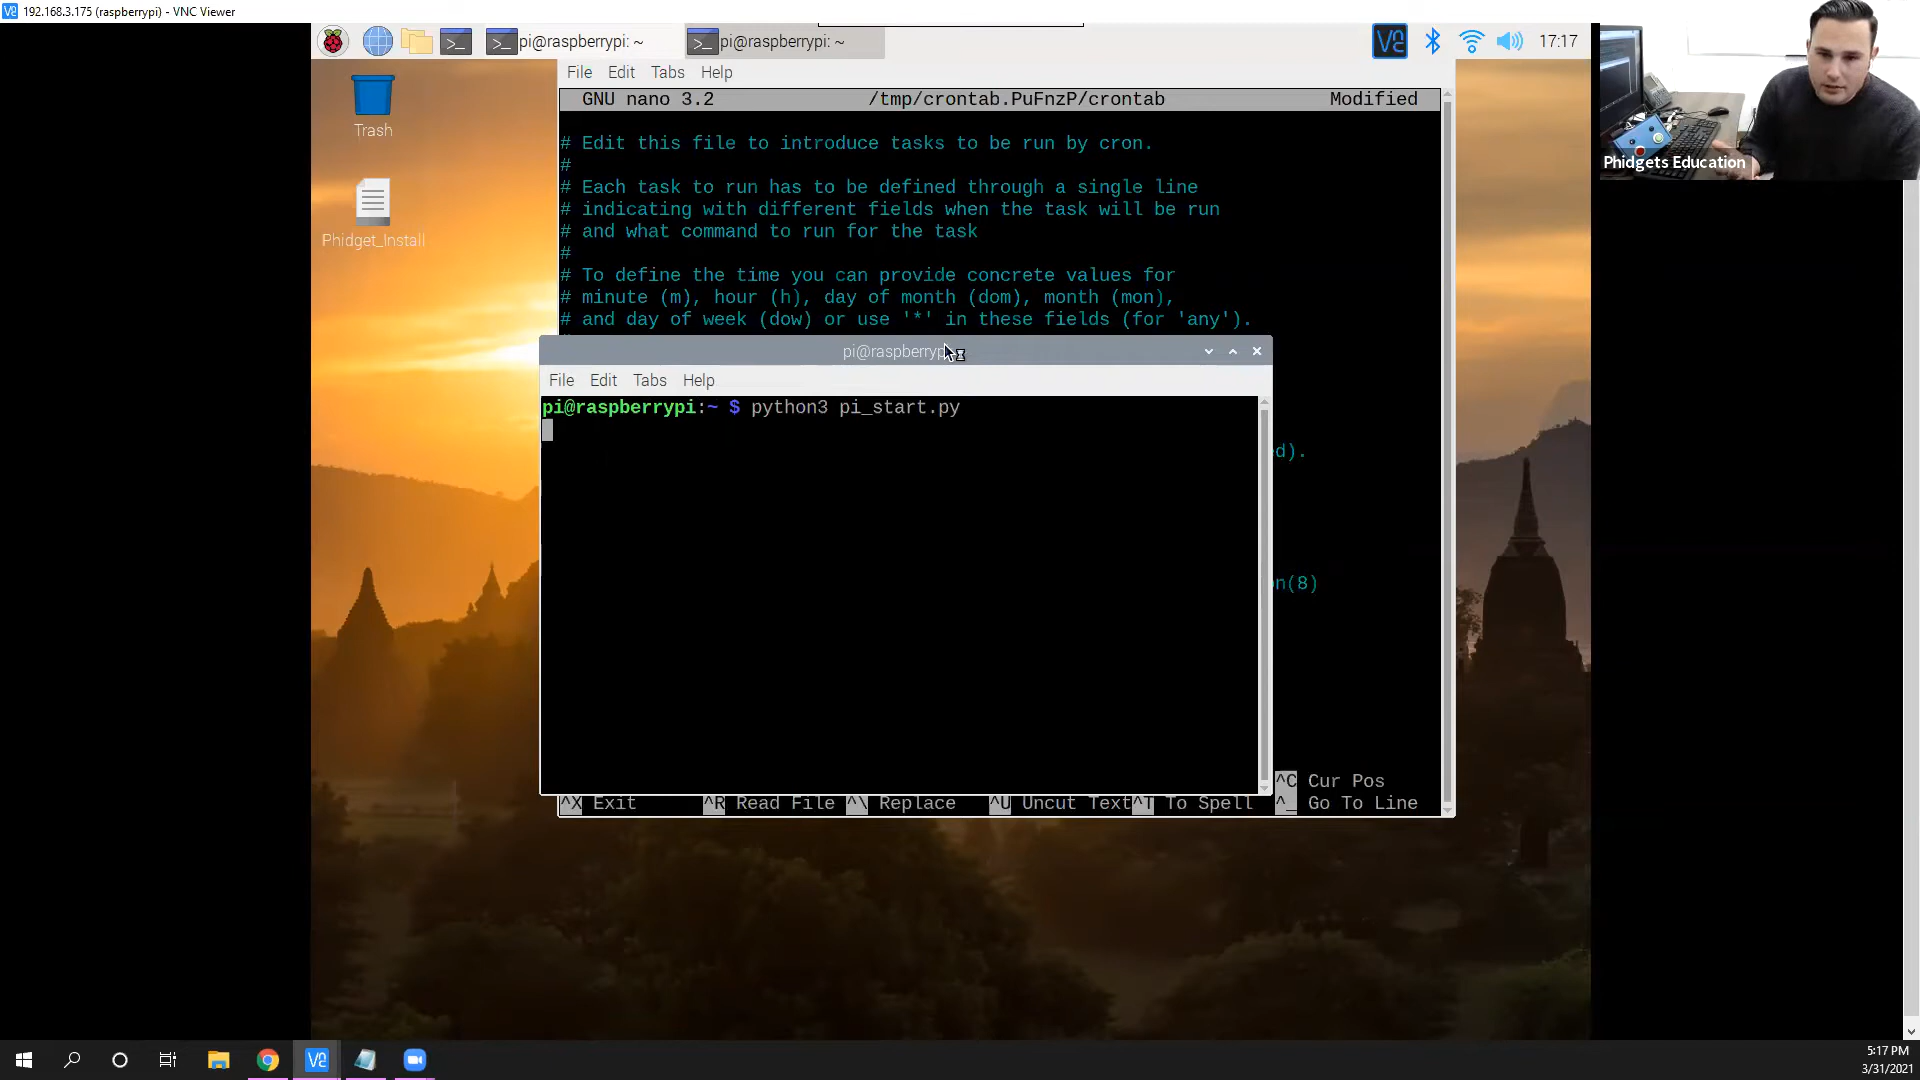 192.168.3.175 (raspberrypi) - VNC Viewer
pi@raspberrypi: ~
pi@raspberrypi: ~
17:17
Trash
Phidget_Install
File Edit Tabs Help
GNU nano 3.2 /tmp/crontab.PuFnzP/crontab Modified
# Edit this file to introduce tasks to be run by cron.
#
# Each task to run has to be defined through a single line
# indicating with different fields when the task will be run
# and what command to run for the task
#
# To define the time you can provide concrete values for
# minute (m), hour (h), day of month (dom), month (mon),
# and day of week (dow) or use '*' in these fields (for 'any').
ed).
on(8)
^C Cur Pos
^X Exit ^R Read File ^\ Replace ^U Uncut Text ^T To Spell ^_ Go To Line
File Edit Tabs Help
pi@raspberrypi:~ $ python3 pi_start.py
Phidgets Education
5:17 PM
3/31/2021